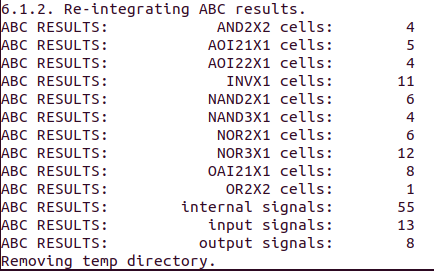 6.1.2. Re-integrating ABC results.
ABC RESULTS:             AND2X2 cells:        4
ABC RESULTS:            AOI21X1 cells:        5
ABC RESULTS:            AOI22X1 cells:        4
ABC RESULTS:              INVX1 cells:       11
ABC RESULTS:            NAND2X1 cells:        6
ABC RESULTS:            NAND3X1 cells:        4
ABC RESULTS:             NOR2X1 cells:        6
ABC RESULTS:             NOR3X1 cells:       12
ABC RESULTS:            OAI21X1 cells:        8
ABC RESULTS:              OR2X2 cells:        1
ABC RESULTS:        internal signals:       55
ABC RESULTS:           input signals:       13
ABC RESULTS:          output signals:        8
Removing temp directory.